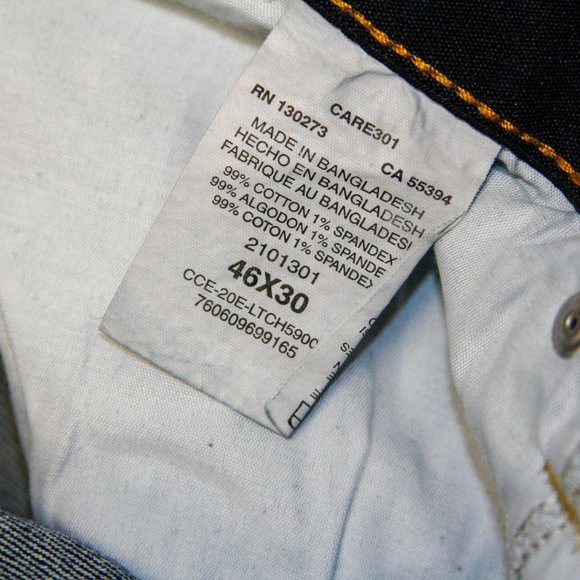 CARE301
RN 130273 CA 55394
MADE IN BANGLADESH
HECHO EN BANGLADESH
FABRIQUE AU BANGLADESH
99% COTTON 1% SPANDEX
99% ALGODON 1% SPANDE
99% COTON 1% SPANDEX
2101301
46X30
CCE-20E-LTCH5900
760609699165